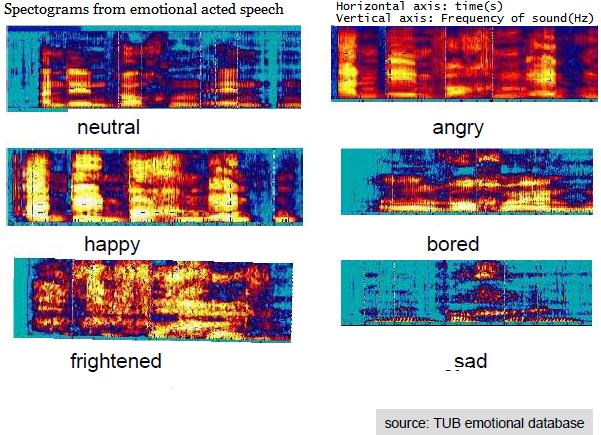 Spectograms from emotional acted speech
Horizontal axis: time(s)
Vertical axis: Frequency of sound(Hz)
neutral
angry
happy
bored
frightened
sad
source: TUB emotional database